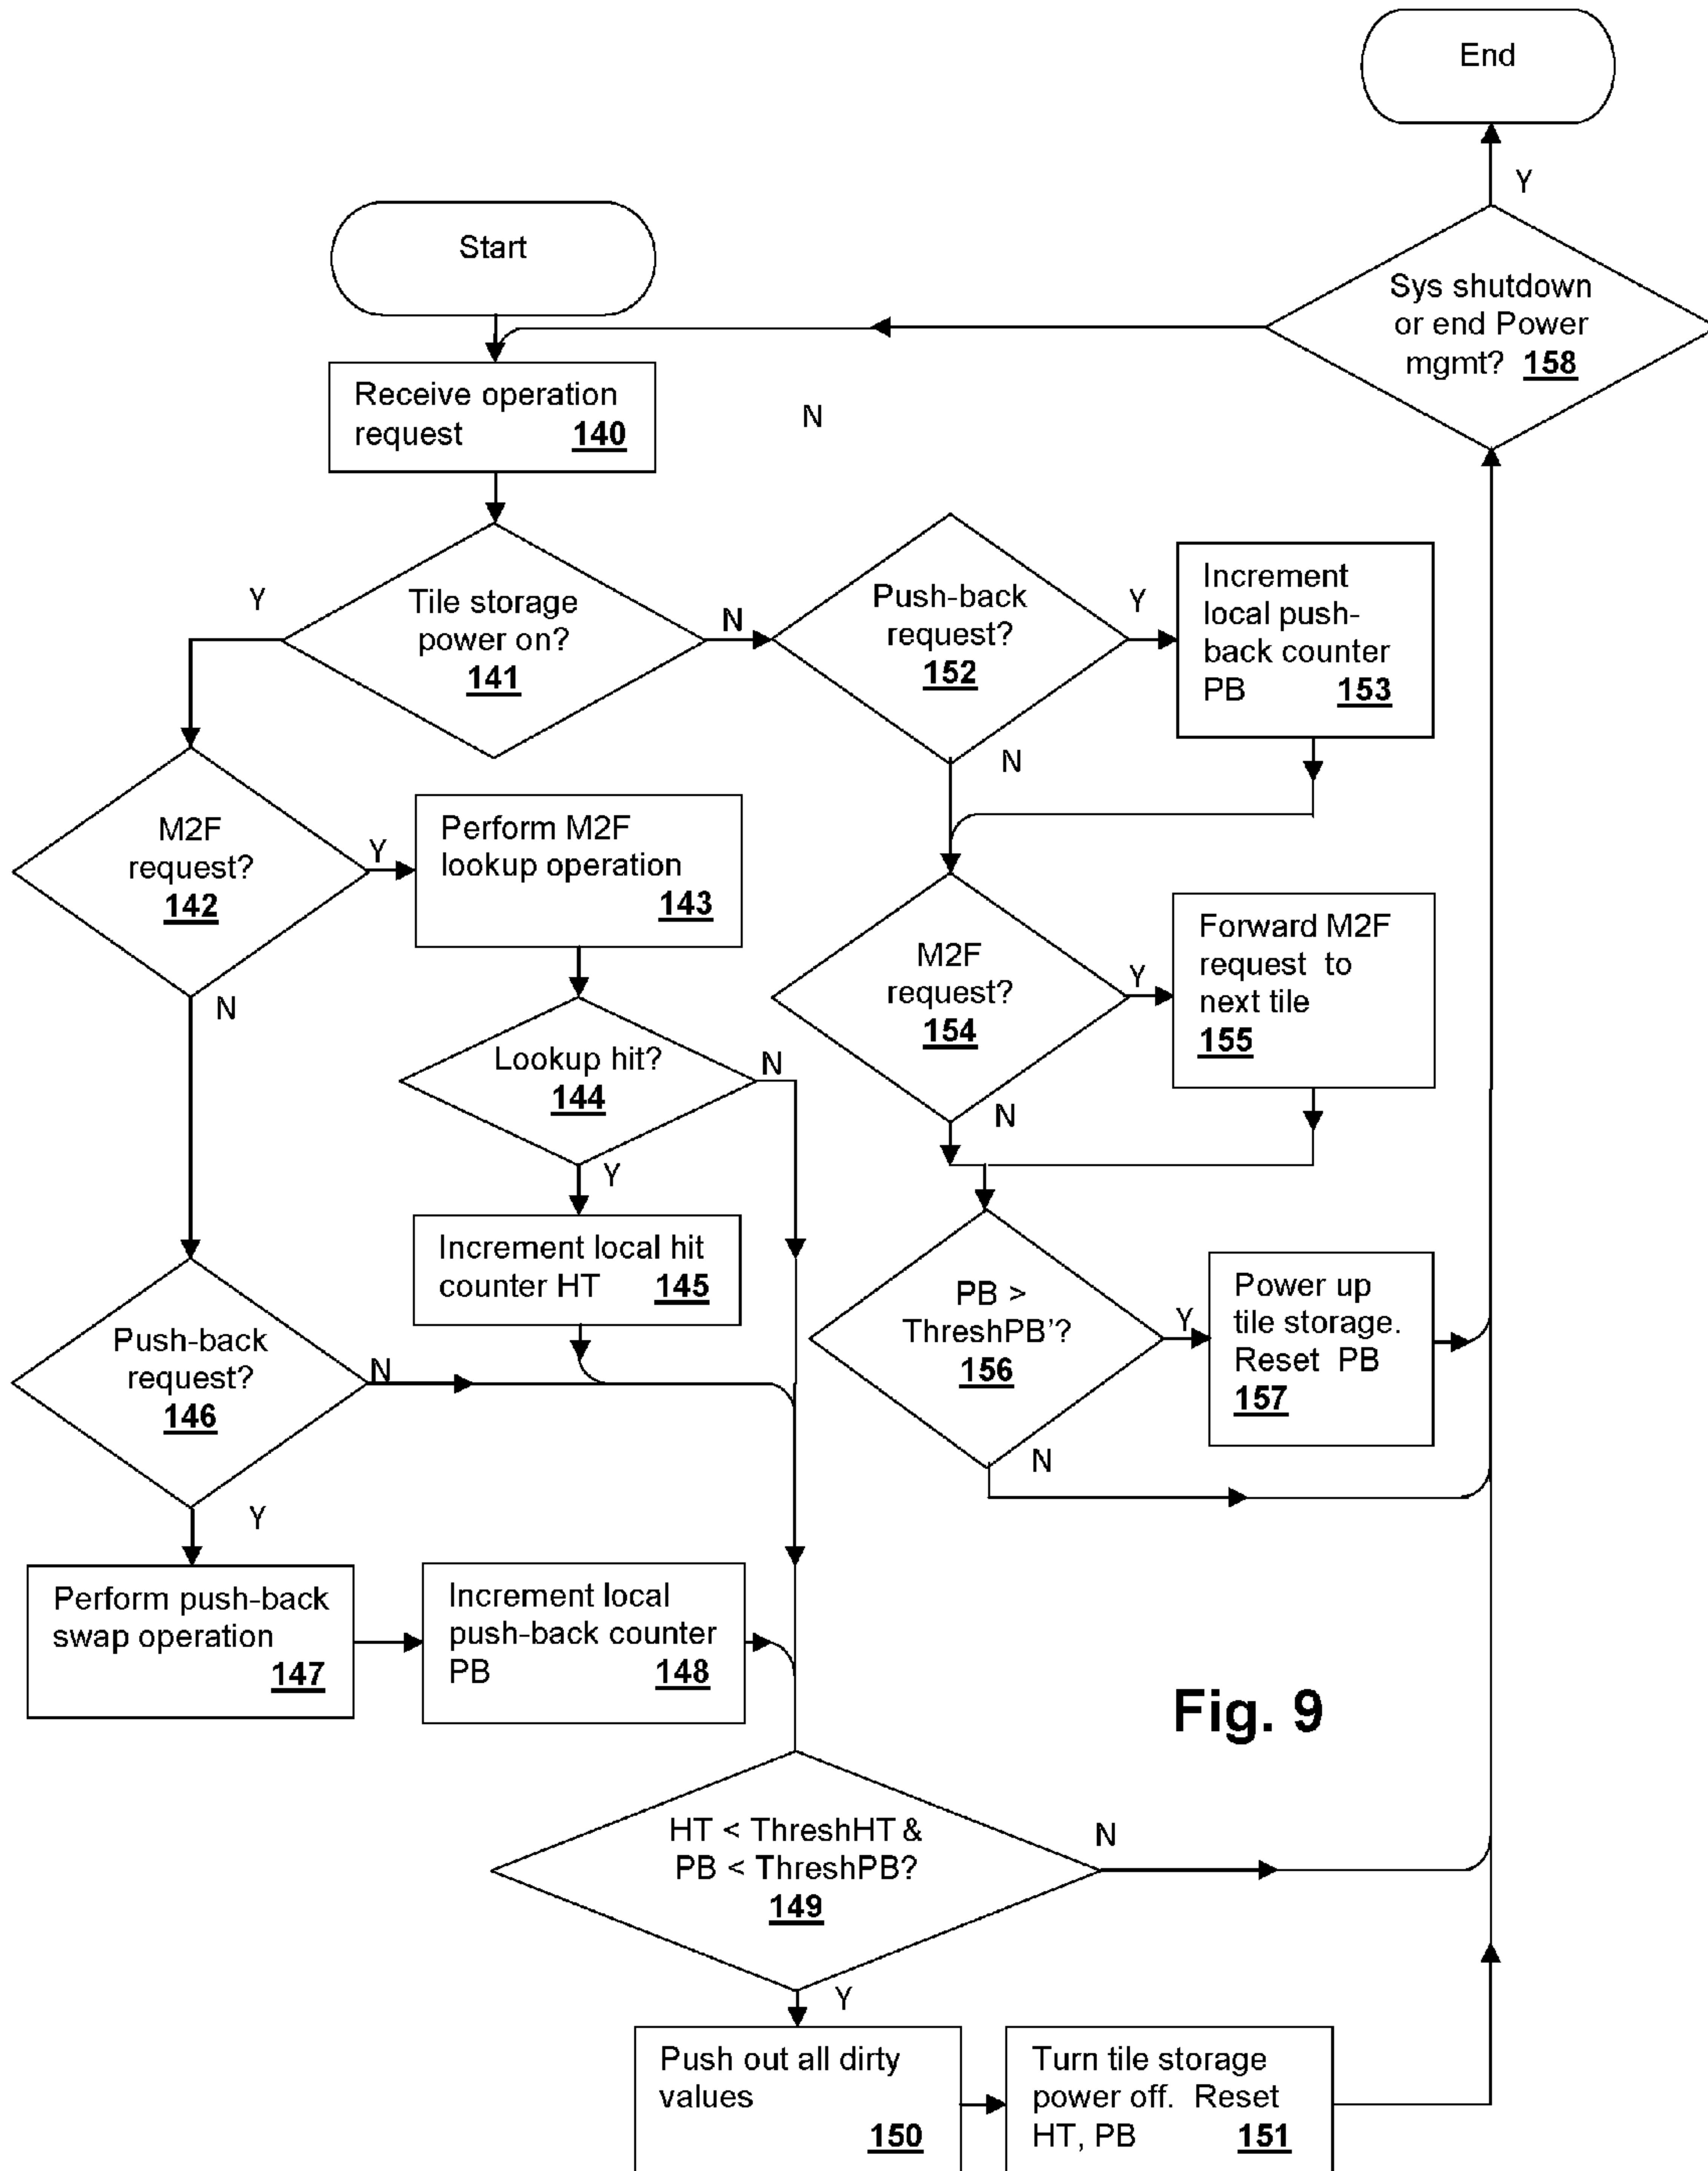 End
Y
Start
Sys shutdown
or end Power
mgmt? 158
Receive operation
request 140
N
Tile storage
power on?
141
Y
N
Push-back
request?
152
Y
N
Increment
local push-
back counter
PB 153
M2F
request?
142
Y
N
Perform M2F
lookup operation
143
M2F
request?
154
Y
N
Forward M2F
request to
next tile
155
Lookup hit?
144
N
Y
Increment local hit
counter HT 145
PB >
ThreshPB'?
156
Y
N
Power up
tile storage.
Reset PB
157
Push-back
request?
146
N
Y
Perform push-back
swap operation
147
Increment local
push-back counter
PB 148
Fig. 9
HT < ThreshHT &
PB < ThreshPB?
149
N
Y
Push out all dirty
values
150
Turn tile storage
power off. Reset
HT, PB 151